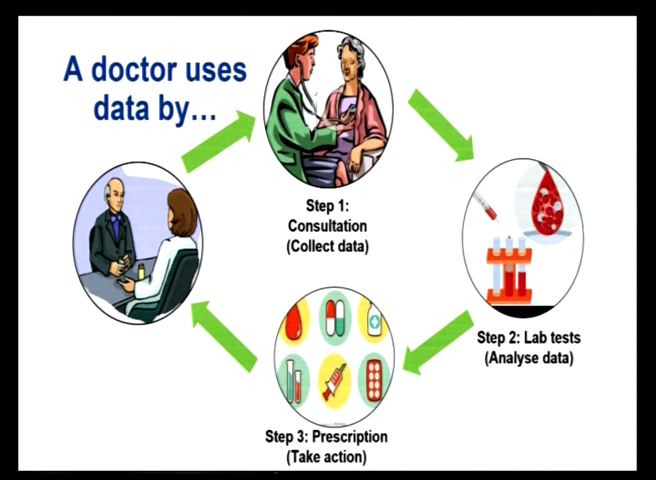 A doctor uses
data by...
Step 1:
Consultation
(Collect data)
Step 2: Lab tests
(Analyse data)
Step 3: Prescription
(Take action)